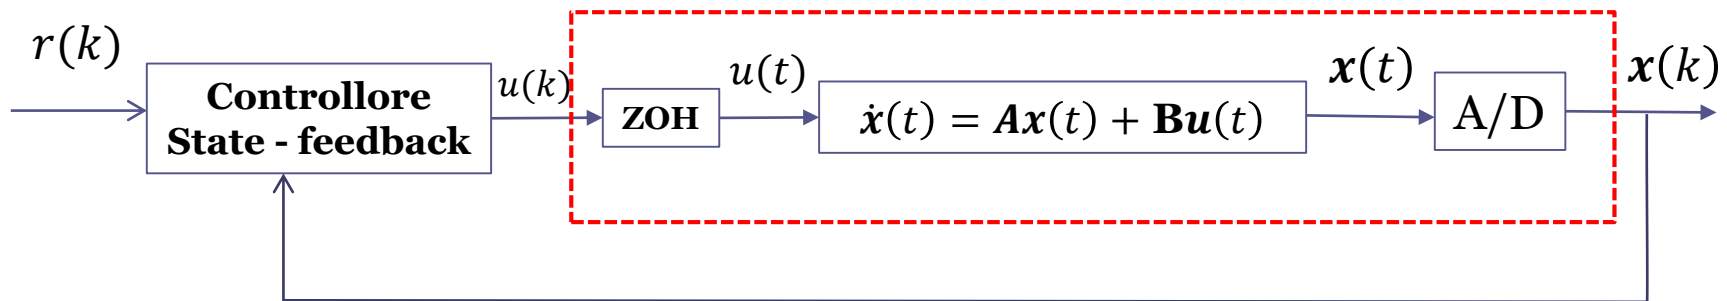 r(k)
Controllore
State - feedback
u(k)
ZOH
u(t)
ẋ(t) = Ax(t) + Bu(t)
x(t)
A/D
x(k)